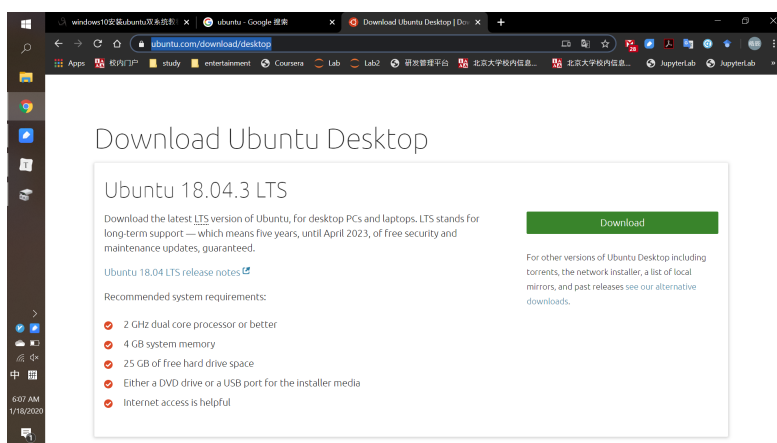 windows10安装ubuntu双系统教
ubuntu - Google 搜索
Download Ubuntu Desktop | Do
ubuntu.com/download/desktop
28
Apps
校内门户
study
entertainment
Coursera
Lab
Lab2
研发管理平台
北京大学校内信息...
北京大学校内信息...
JupyterLab
JupyterLab
»
Download Ubuntu Desktop
Ubuntu 18.04.3 LTS
Download the latest LTS version of Ubuntu, for desktop PCs and laptops. LTS stands for
long-term support — which means five years, until April 2023, of free security and
maintenance updates, guaranteed.
Ubuntu 18.04 LTS release notes
Recommended system requirements:
2 GHz dual core processor or better
4 GB system memory
25 GB of free hard drive space
Either a DVD drive or a USB port for the installer media
Internet access is helpful
Download
For other versions of Ubuntu Desktop including
torrents, the network installer, a list of local
mirrors, and past releases see our alternative
downloads.
T
中
6:07 AM
1/18/2020